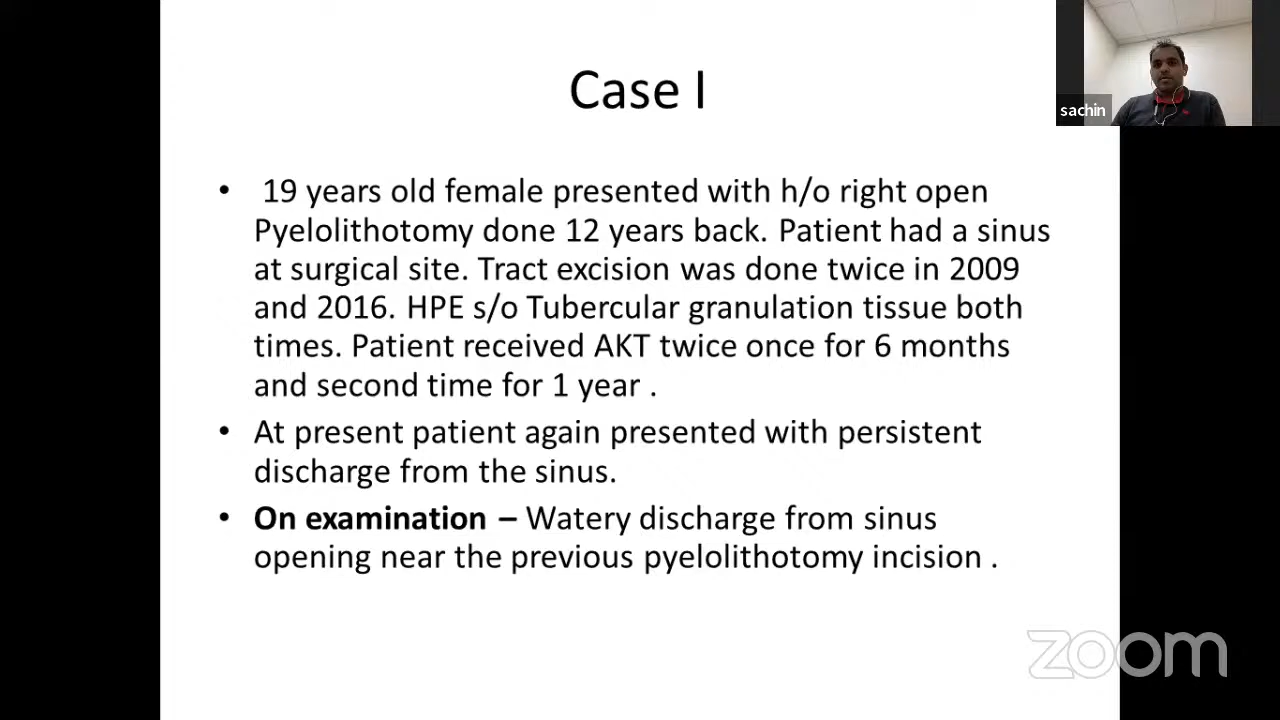 Case I
sachin
• 19 years old female presented with h/o right open
Pyelolithotomy done 12 years back. Patient had a sinus
at surgical site. Tract excision was done twice in 2009
and 2016. HPE s/o Tubercular granulation tissue both
times. Patient received AKT twice once for 6 months
and second time for 1 year .
• At present patient again presented with persistent
discharge from the sinus.
• On examination – Watery discharge from sinus
opening near the previous pyelolithotomy incision .
zoom